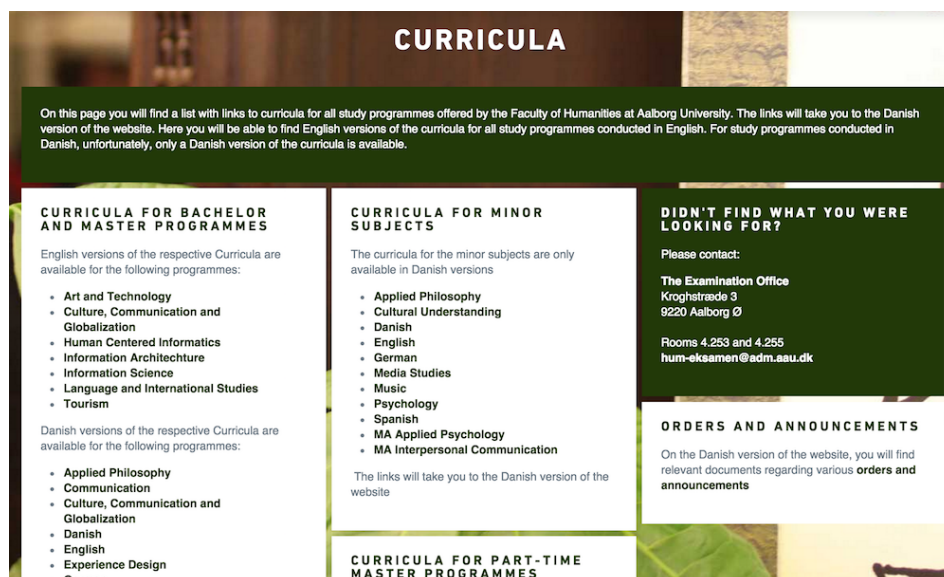 CURRICULA
On this page you will find a list with links to curricula for all study programmes offered by the Faculty of Humanities at Aalborg University. The links will take you to the Danish
version of the website. Here you will be able to find English versions of the curricula for all study programmes conducted in English. For study programmes conducted in
Danish, unfortunately, only a Danish version of the curricula is available.
CURRICULA FOR BACHELOR
AND MASTER PROGRAMMES
English versions of the respective Curricula are
available for the following programmes:
Art and Technology
Culture, Communication and
Globalization
Human Centered Informatics
Information Architechture
Information Science
Language and International Studies
Tourism
Danish versions of the respective Curricula are
available for the following programmes:
Applied Philosophy
Communication
Culture, Communication and
Globalization
Danish
English
Experience Design
CURRICULA FOR MINOR
SUBJECTS
The curricula for the minor subjects are only
available in Danish versions
Applied Philosophy
Cultural Understanding
Danish
English
German
Media Studies
Music
Psychology
Spanish
MA Applied Psychology
MA Interpersonal Communication
The links will take you to the Danish version of the
website
CURRICULA FOR PART-TIME
MASTER PROGRAMMES
DIDN'T FIND WHAT YOU WERE
LOOKING FOR?
Please contact:
The Examination Office
Kroghstræde 3
9220 Aalborg Ø
Rooms 4.253 and 4.255
hum-eksamen@adm.aau.dk
ORDERS AND ANNOUNCEMENTS
On the Danish version of the website, you will find
relevant documents regarding various orders and
announcements